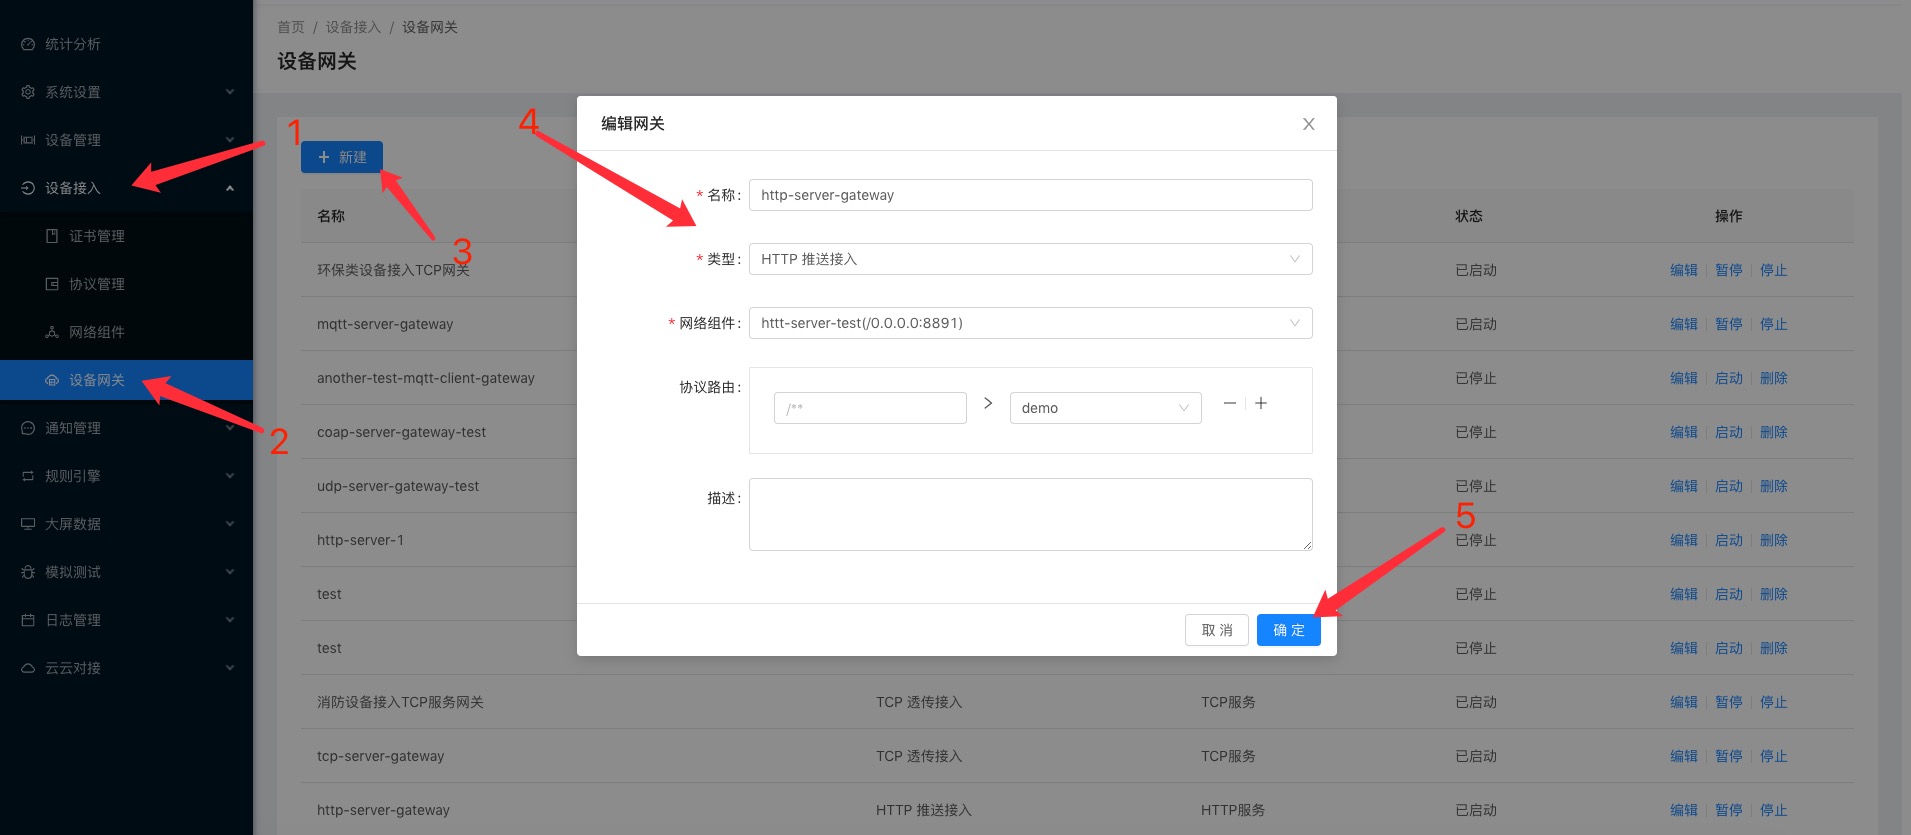 统计分析
系统设置
设备管理
设备接入
证书管理
协议管理
网络组件
设备网关
通知管理
规则引擎
大屏数据
模拟测试
日志管理
云云对接
首页 / 设备接入 / 设备网关
设备网关
1
2
3
4
5
+ 新建
名称 状态 操作
环保类设备接入TCP网关 已启动 编辑 暂停 停止
mqtt-server-gateway 已启动 编辑 暂停 停止
another-test-mqtt-client-gateway 已停止 编辑 启动 删除
coap-server-gateway-test 已停止 编辑 启动 删除
udp-server-gateway-test 已停止 编辑 启动 删除
http-server-1 已停止 编辑 启动 删除
test 已停止 编辑 启动 删除
test 已停止 编辑 启动 删除
消防设备接入TCP服务网关 TCP 透传接入 TCP服务 已启动 编辑 暂停 停止
tcp-server-gateway TCP 透传接入 TCP服务 已启动 编辑 暂停 停止
http-server-gateway HTTP 推送接入 HTTP服务 已启动 编辑 暂停 停止
编辑网关
* 名称: http-server-gateway
* 类型: HTTP 推送接入
* 网络组件: httt-server-test(/0.0.0.0:8891)
协议路由: /** > demo
描述:
取 消 确 定